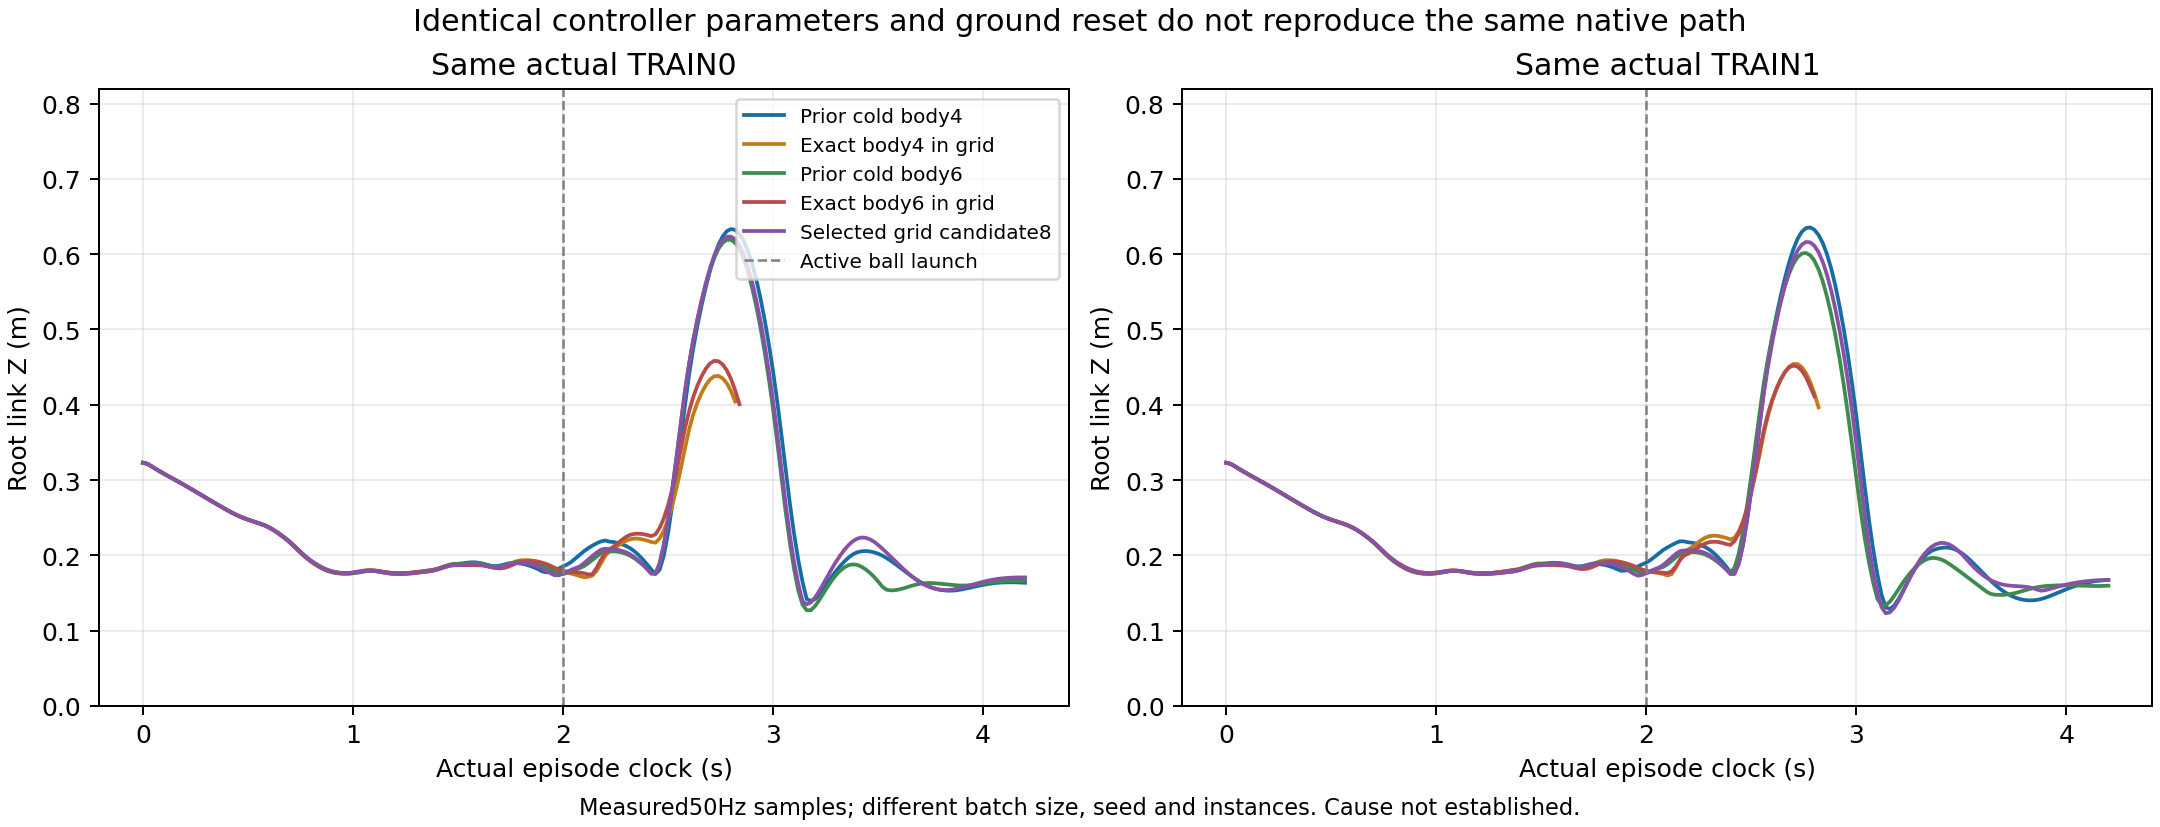 Identical controller parameters and ground reset do not reproduce the same native path
Same actual TRAIN0
Root link Z (m)
0.8
0.7
0.6
0.5
0.4
0.3
0.2
0.1
0.0
Prior cold body4
Exact body4 in grid
Prior cold body6
Exact body6 in grid
Selected grid candidate8
Active ball launch
0 1 2 3 4
Actual episode clock (s)
Same actual TRAIN1
Root link Z (m)
0.8
0.7
0.6
0.5
0.4
0.3
0.2
0.1
0.0
0 1 2 3 4
Actual episode clock (s)
Measured50Hz samples; different batch size, seed and instances. Cause not established.